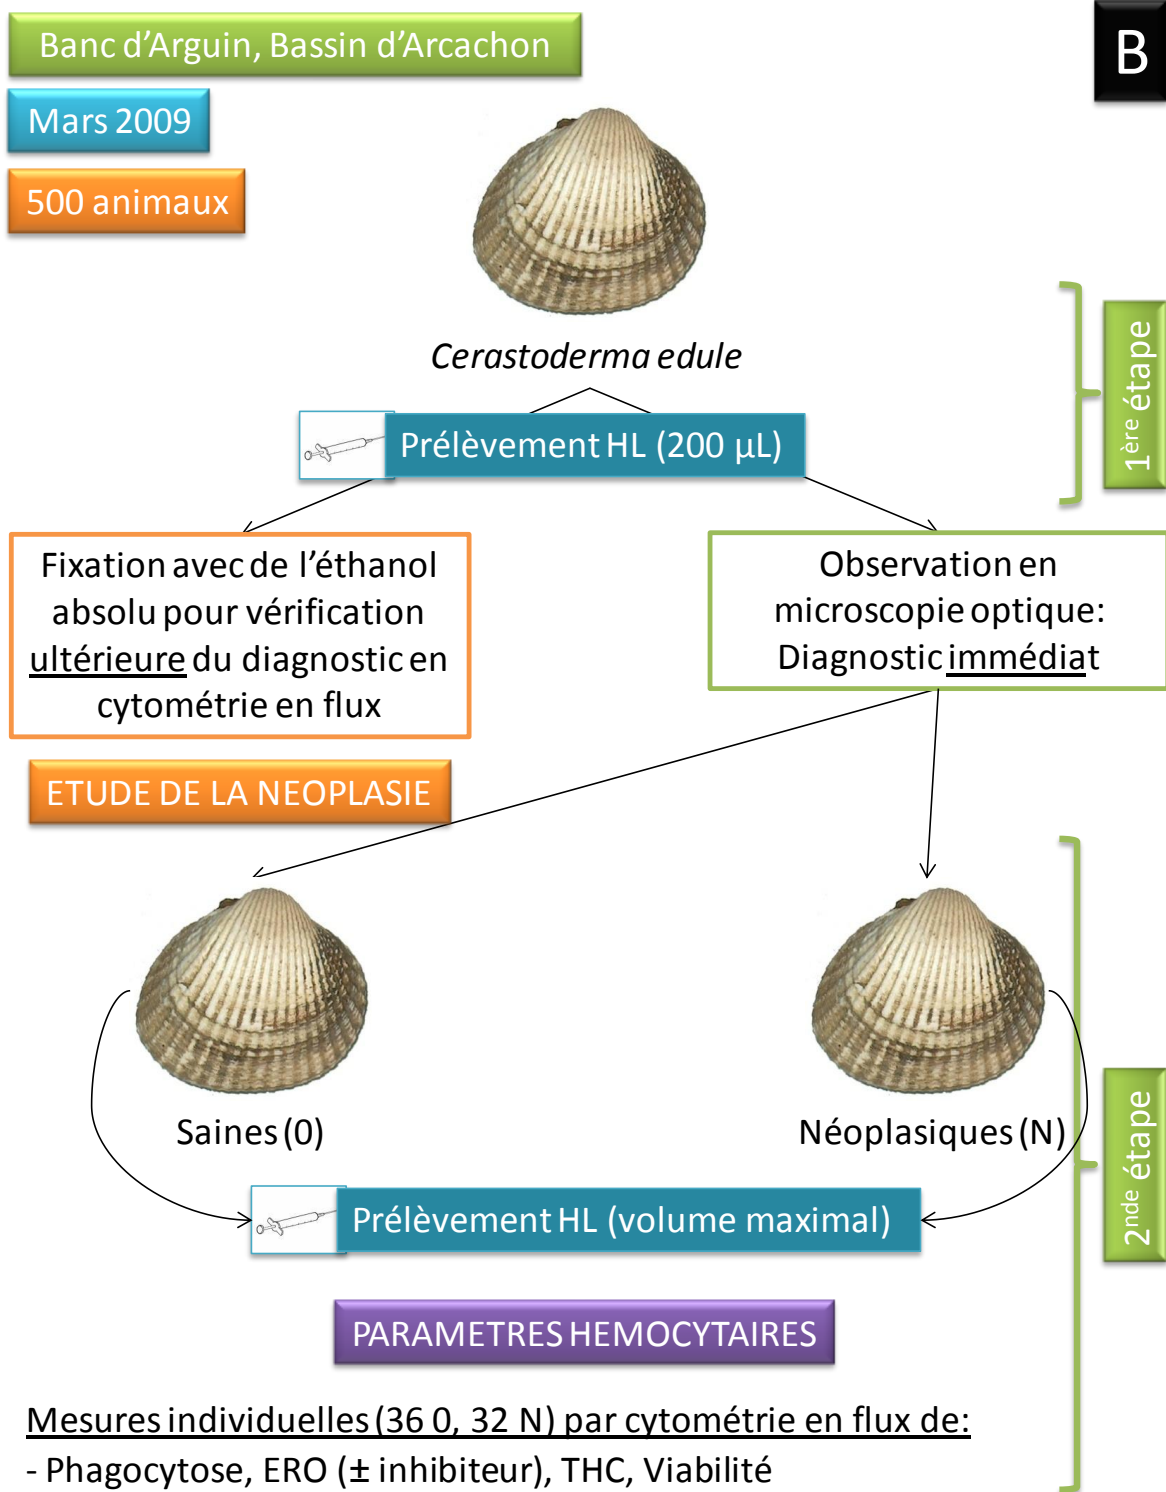 Banc d'Arguin, Bassin d'Arcachon
B
Mars 2009
500 animaux
Cerastoderma edule
1ère étape
Prélèvement HL (200 µL)
Fixation avec de l'éthanol
absolu pour vérification
ultérieure du diagnostic en
cytométrie en flux
Observation en
microscopie optique:
Diagnostic immédiat
ETUDE DE LA NEOPLASIE
Saines (0)
Néoplasiques (N)
2nde étape
Prélèvement HL (volume maximal)
PARAMETRES HEMOCYTAIRES
Mesures individuelles (36 0, 32 N) par cytométrie en flux de:
- Phagocytose, ERO (± inhibiteur), THC, Viabilité